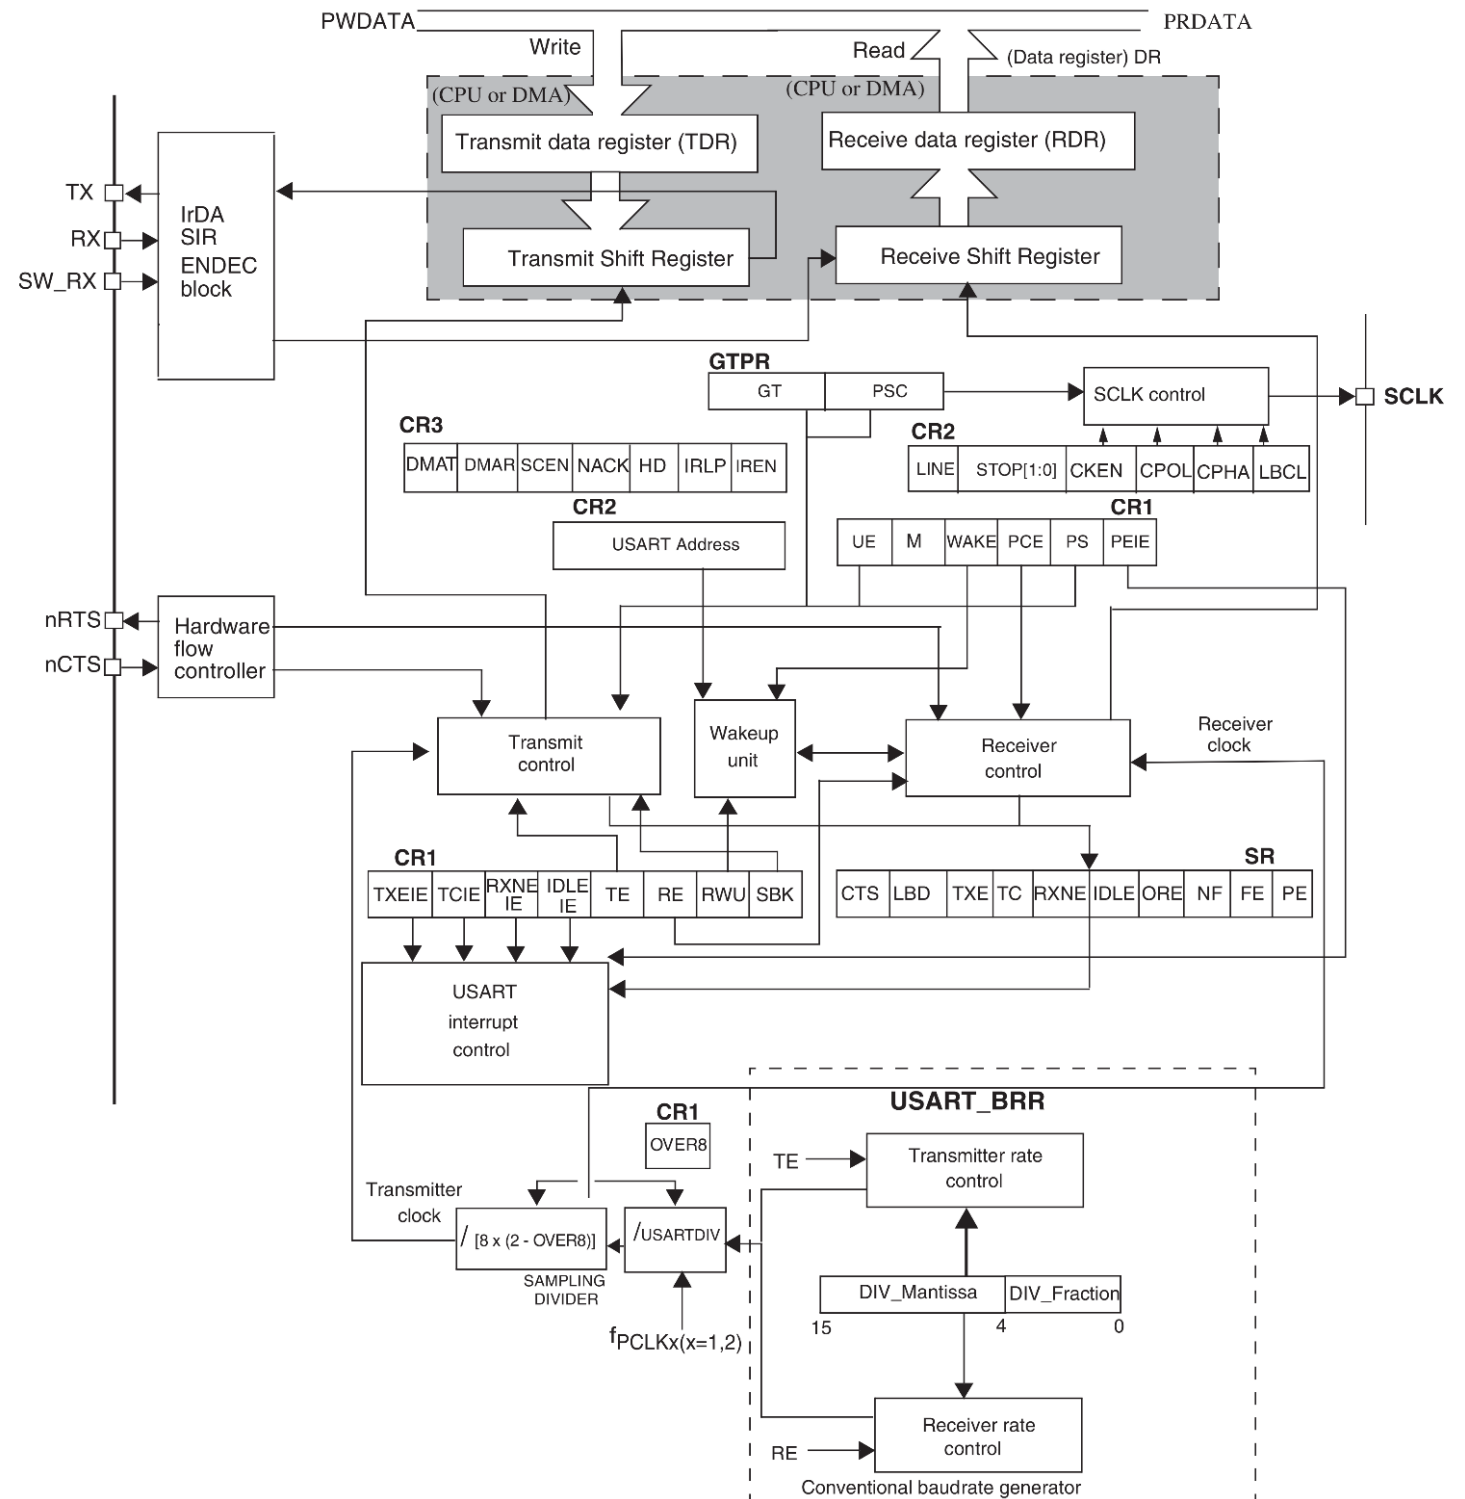 PWDATA
PRDATA
Write
Read
(Data register) DR
(CPU or DMA)
(CPU or DMA)
Transmit data register (TDR)
Receive data register (RDR)
TX
RX
SW_RX
IrDA
SIR
ENDEC
block
Transmit Shift Register
Receive Shift Register
GTPR
GT
PSC
SCLK control
SCLK
CR3
DMAT
DMAR
SCEN
NACK
HD
IRLP
IREN
CR2
LINE
STOP[1:0]
CKEN
CPOL
CPHA
LBCL
CR2
USART Address
CR1
UE
M
WAKE
PCE
PS
PEIE
nRTS
nCTS
Hardware
flow
controller
Transmit
control
Wakeup
unit
Receiver
control
Receiver
clock
CR1
TXEIE
TCIE
RXNE
IE
IDLE
IE
TE
RE
RWU
SBK
SR
CTS
LBD
TXE
TC
RXNE
IDLE
ORE
NF
FE
PE
USART
interrupt
control
USART_BRR
CR1
OVER8
TE
Transmitter rate
control
Transmitter
clock
/ [8 x (2 - OVER8)]
/USARTDIV
SAMPLING
DIVIDER
fPCLKx(x=1,2)
DIV_Mantissa
DIV_Fraction
15
4
0
RE
Receiver rate
control
Conventional baudrate generator